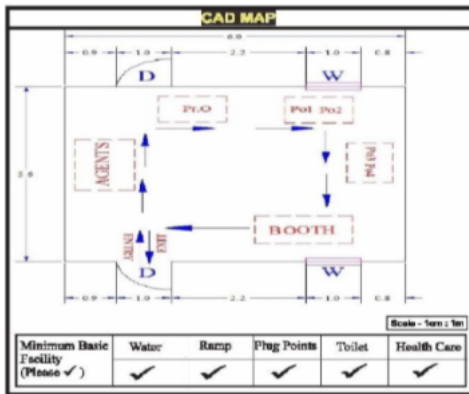 CAD MAP
6.0
0.9 1.0 2.2 1.0 0.8
D W
Pr.O Po1 Po2
AGENTS
Po3 Po4
ENTRY EXIT
BOOTH
D W
0.9 1.0 2.2 1.0 0.8
Scale - 1cm : 1m
Minimum Basic Facility (Please ✓) Water Ramp Plug Points Toilet Health Care
✓ ✓ ✓ ✓ ✓